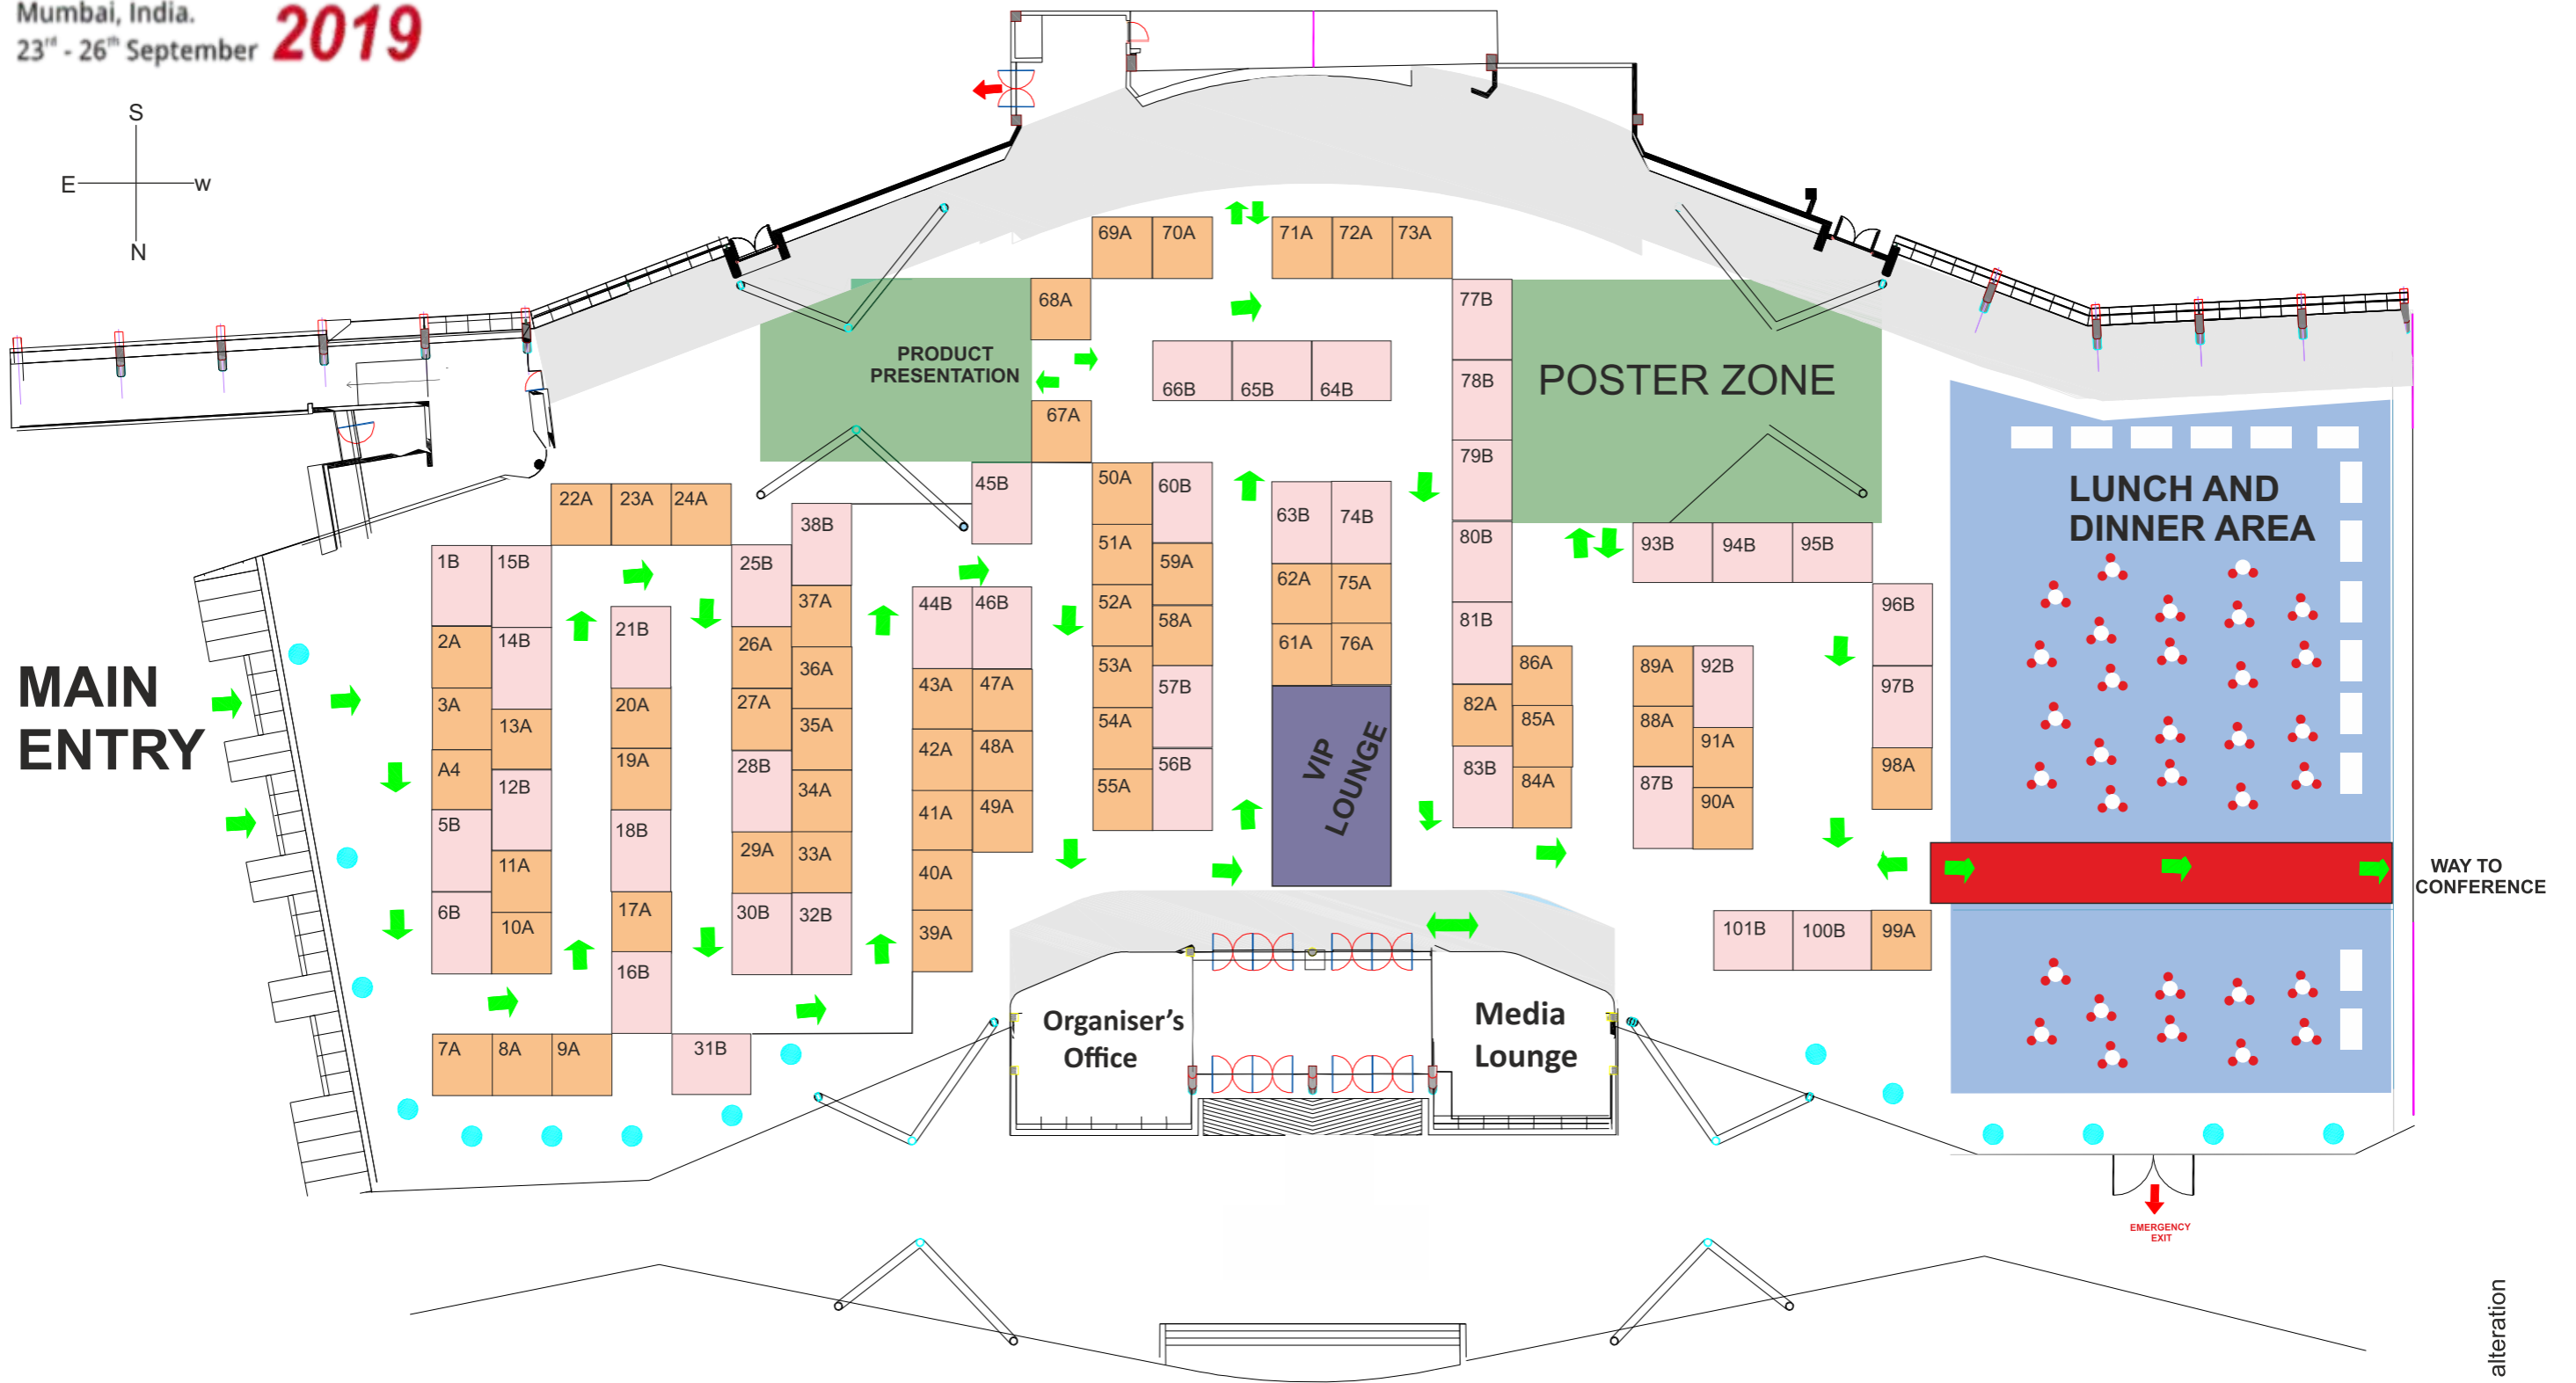 Mumbai, India.
23rd - 26th September 2019
S
E w
N
69A 70A 71A 72A 73A
68A
77B
PRODUCT
PRESENTATION
66B 65B 64B
78B
POSTER ZONE
67A
79B
45B
50A 60B
22A 23A 24A
38B
63B 74B
LUNCH AND
DINNER AREA
1B 15B
25B
51A 59A
80B
93B 94B 95B
37A
44B 46B
52A 58A
62A 75A
96B
2A 14B
21B
26A
36A
53A
61A 76A
81B
86A
89A 92B
MAIN
ENTRY
3A 13A
20A
27A
35A
43A 47A
57B
54A
VIP
LOUNGE
82A
85A
88A
91A
97B
A4
12B
19A
28B
34A
42A 48A
56B
55A
83B
84A
87B
90A
98A
5B
11A
18B
29A 33A
41A 49A
40A
WAY TO
CONFERENCE
6B
10A
17A
30B 32B
39A
101B 100B 99A
16B
Organiser's
Office
Media
Lounge
7A 8A 9A
31B
EMERGENCY
EXIT
alteration